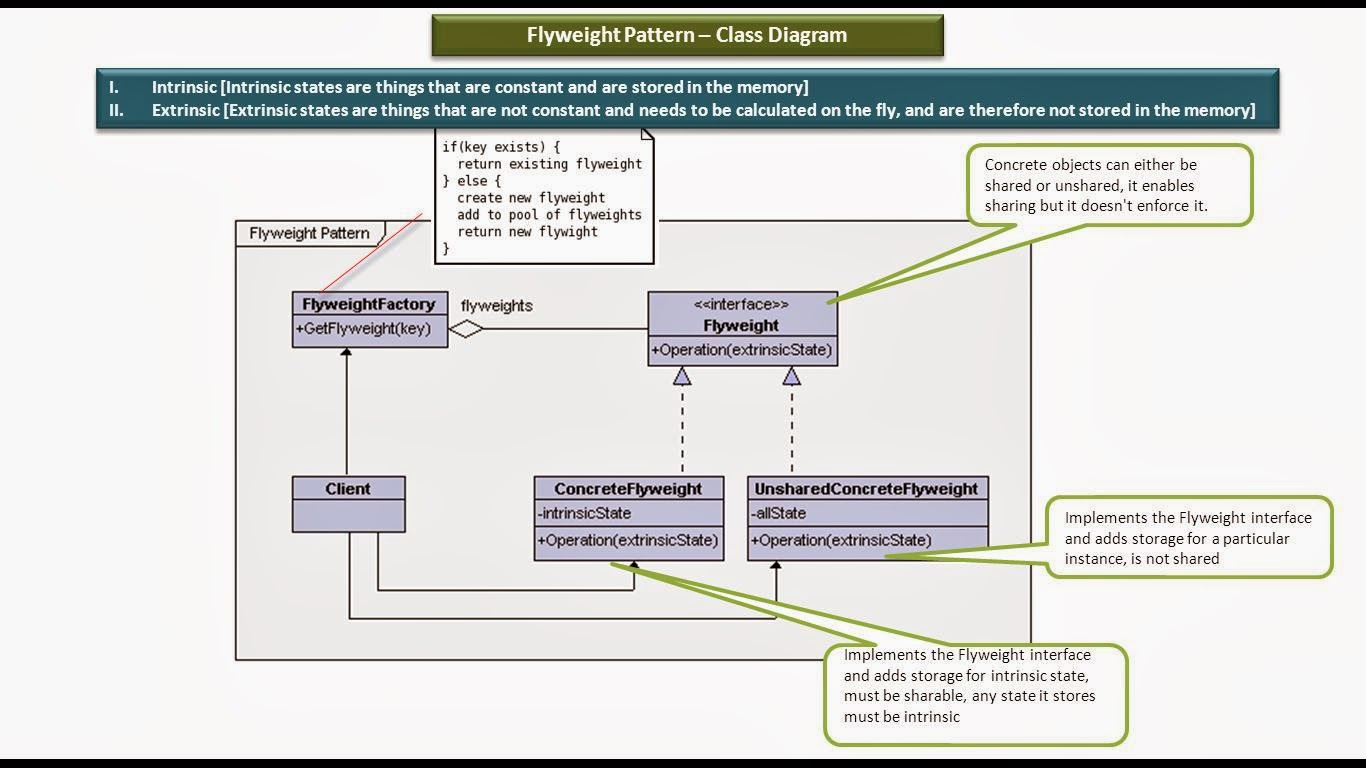 Flyweight Pattern – Class Diagram
I. Intrinsic [Intrinsic states are things that are constant and are stored in the memory]
II. Extrinsic [Extrinsic states are things that are not constant and needs to be calculated on the fly, and are therefore not stored in the memory]
if(key exists) {
return existing flyweight
} else {
create new flyweight
add to pool of flyweights
return new flywight
}
Concrete objects can either be
shared or unshared, it enables
sharing but it doesn't enforce it.
Flyweight Pattern
FlyweightFactory
+GetFlyweight(key)
flyweights
<<interface>>
Flyweight
+Operation(extrinsicState)
Client
ConcreteFlyweight
-intrinsicState
+Operation(extrinsicState)
UnsharedConcreteFlyweight
-allState
+Operation(extrinsicState)
Implements the Flyweight interface
and adds storage for a particular
instance, is not shared
Implements the Flyweight interface
and adds storage for intrinsic state,
must be sharable, any state it stores
must be intrinsic